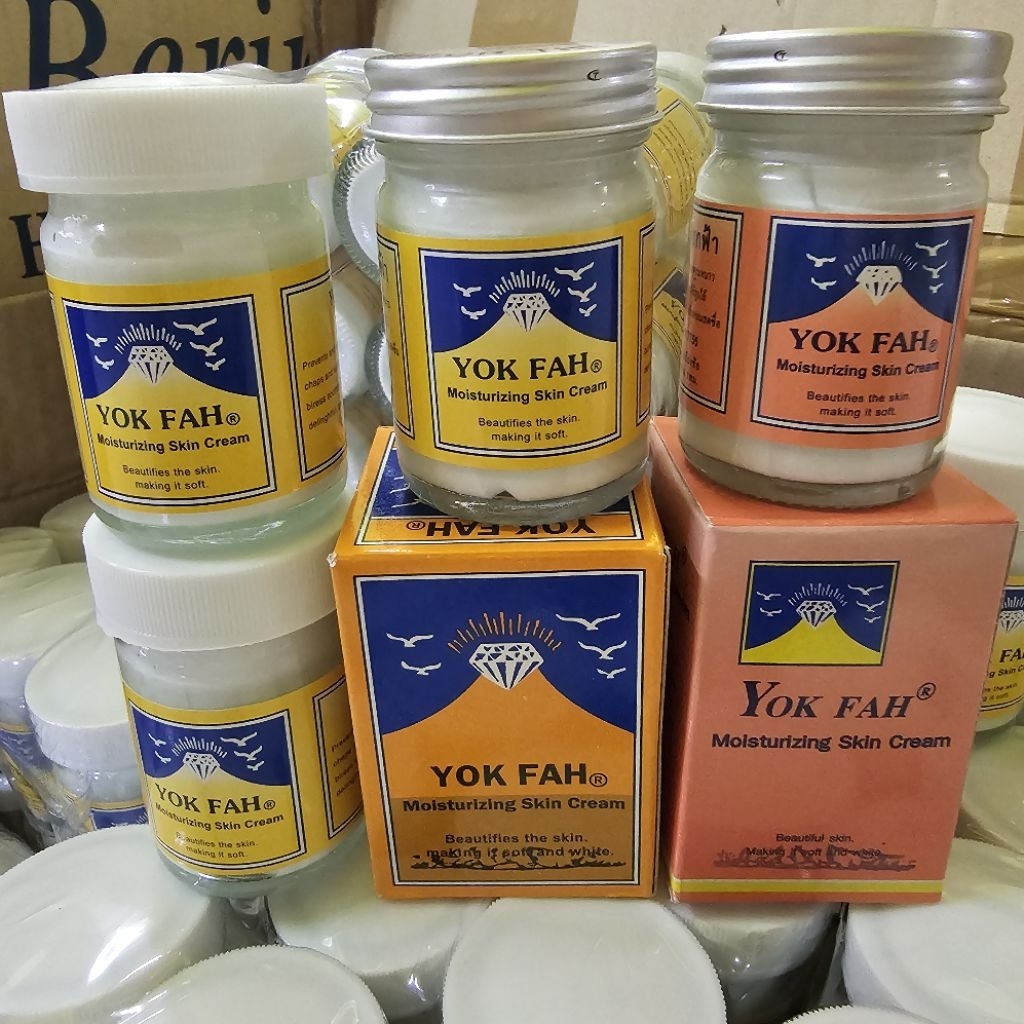 YOK FAH®
Moisturizing Skin Cream
Beautifies the skin.
making it soft.
YOK FAH®
Moisturizing Skin Cream
Beautifies the skin.
making it soft.
YOK FAH®
Moisturizing Skin Cream
Beautifies the skin.
making it soft.
YOK FAH®
Moisturizing Skin Cream
Beautifies the skin.
making it soft.
YOK FAH®
YOK FAH®
Moisturizing Skin Cream
Beautifies the skin.
making it soft and white.
YOK FAH®
Moisturizing Skin Cream
Beautiful skin.
Making it soft and white.